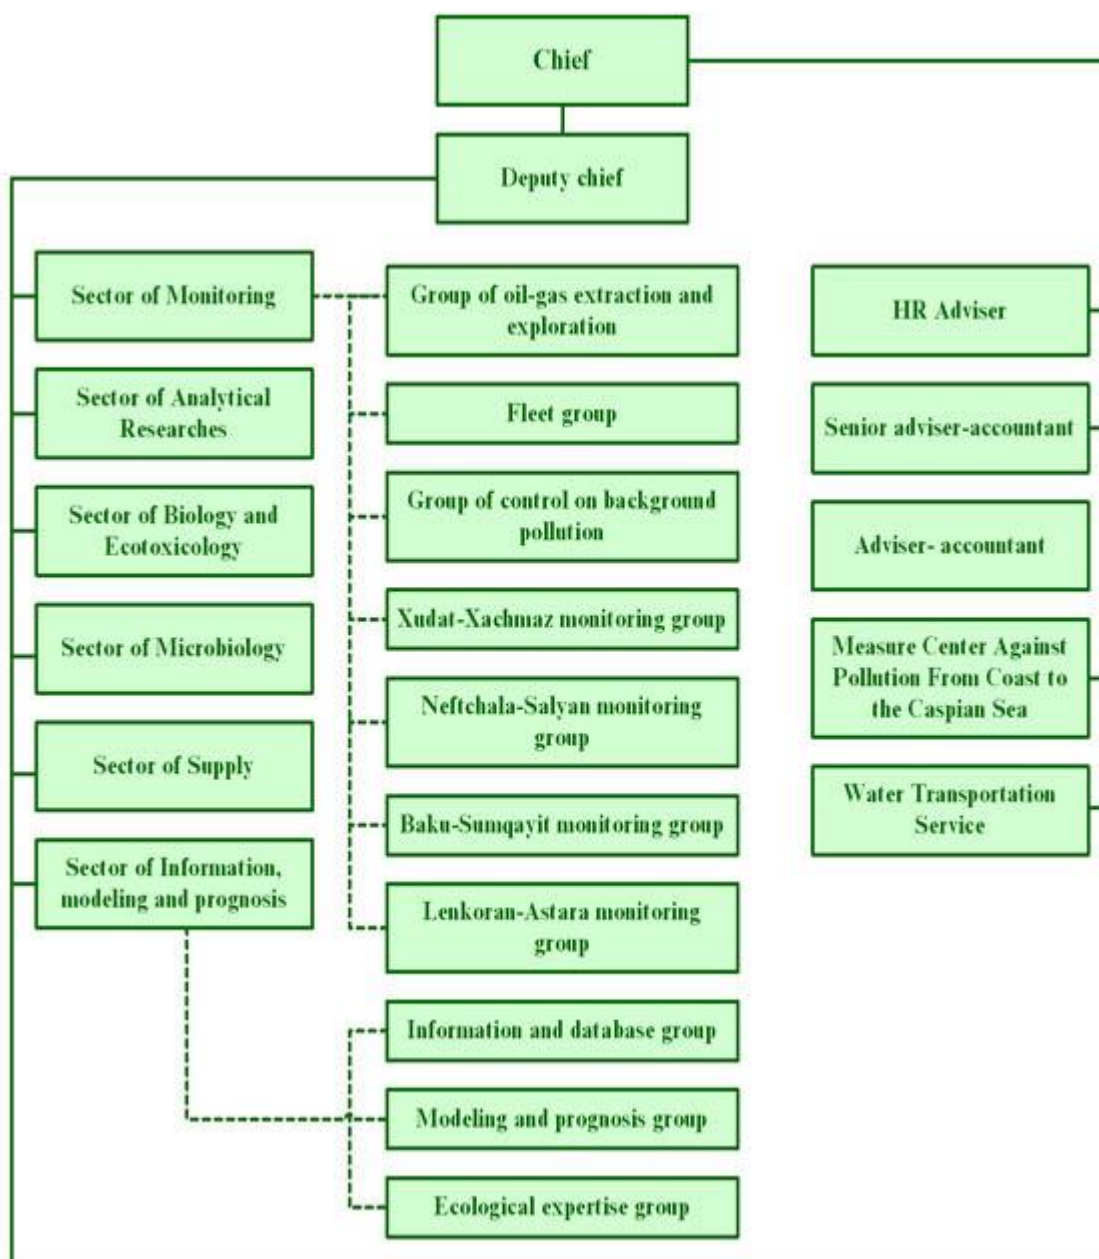 Chief
Deputy chief
Sector of Monitoring
Sector of Analytical
Researches
Sector of Biology and
Ecotoxicology
Sector of Microbiology
Sector of Supply
Sector of Information,
modeling and prognosis
Group of oil-gas extraction and
exploration
Fleet group
Group of control on background
pollution
Xudat-Xachmaz monitoring group
Neftchala-Salyan monitoring
group
Baku-Sumqayit monitoring group
Lenkoran-Astara monitoring
group
Information and database group
Modeling and prognosis group
Ecological expertise group
HR Adviser
Senior adviser-accountant
Adviser- accountant
Measure Center Against
Pollution From Coast to
the Caspian Sea
Water Transportation
Service